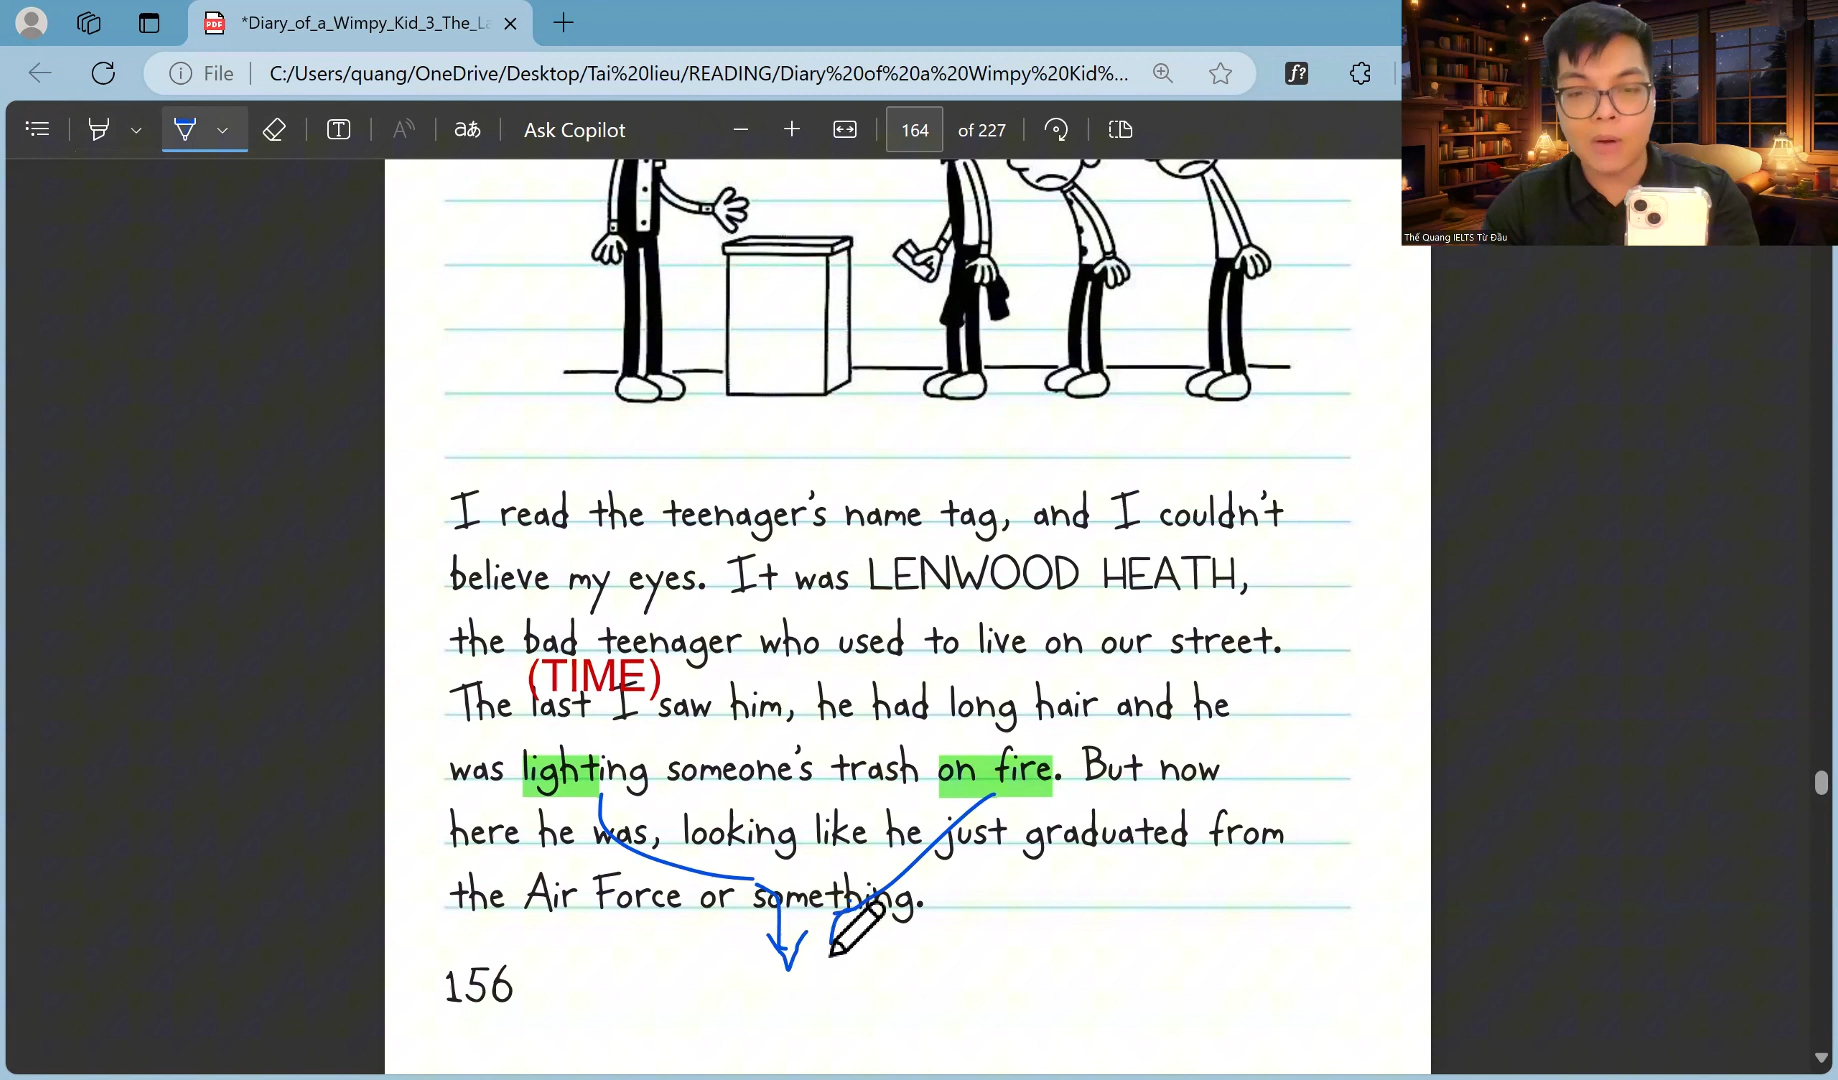 *Diary_of_a_Wimpy_Kid_3_The_La
File
C:/Users/quang/OneDrive/Desktop/Tai%20lieu/READING/Diary%20of%20a%20Wimpy%20Kid%...
f?
Ask Copilot
164 of 227
Thế Quang IELTS Từ Đầu
I read the teenager's name tag, and I couldn't
believe my eyes. It was LENWOOD HEATH,
the bad teenager who used to live on our street.
(TIME)
The last I saw him, he had long hair and he
was lighting someone's trash on fire. But now
here he was, looking like he just graduated from
the Air Force or something.
156